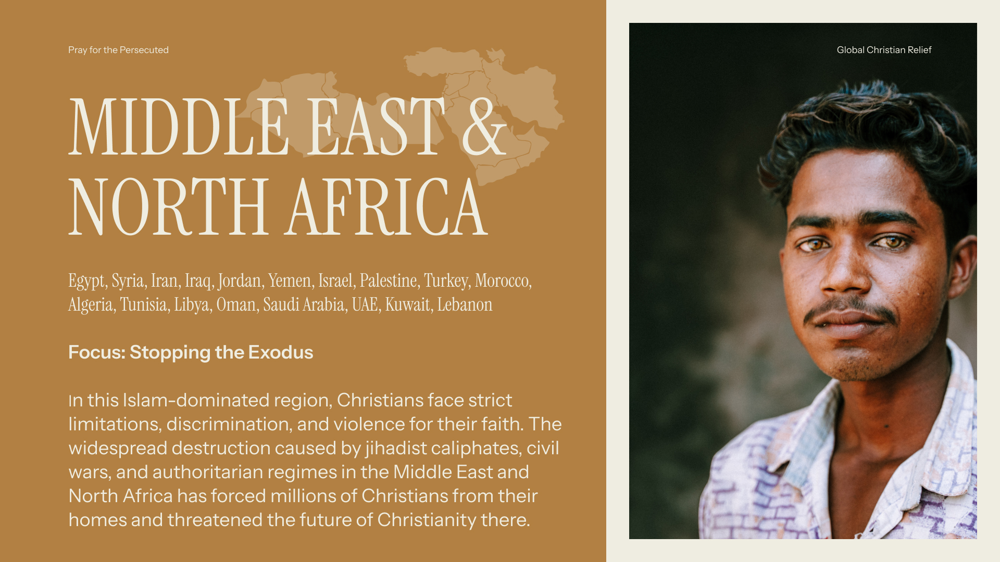 Pray for the Persecuted
Global Christian Relief
MIDDLE EAST &
NORTH AFRICA
Egypt, Syria, Iran, Iraq, Jordan, Yemen, Israel, Palestine, Turkey, Morocco,
Algeria, Tunisia, Libya, Oman, Saudi Arabia, UAE, Kuwait, Lebanon
Focus: Stopping the Exodus
In this Islam-dominated region, Christians face strict
limitations, discrimination, and violence for their faith. The
widespread destruction caused by jihadist caliphates, civil
wars, and authoritarian regimes in the Middle East and
North Africa has forced millions of Christians from their
homes and threatened the future of Christianity there.